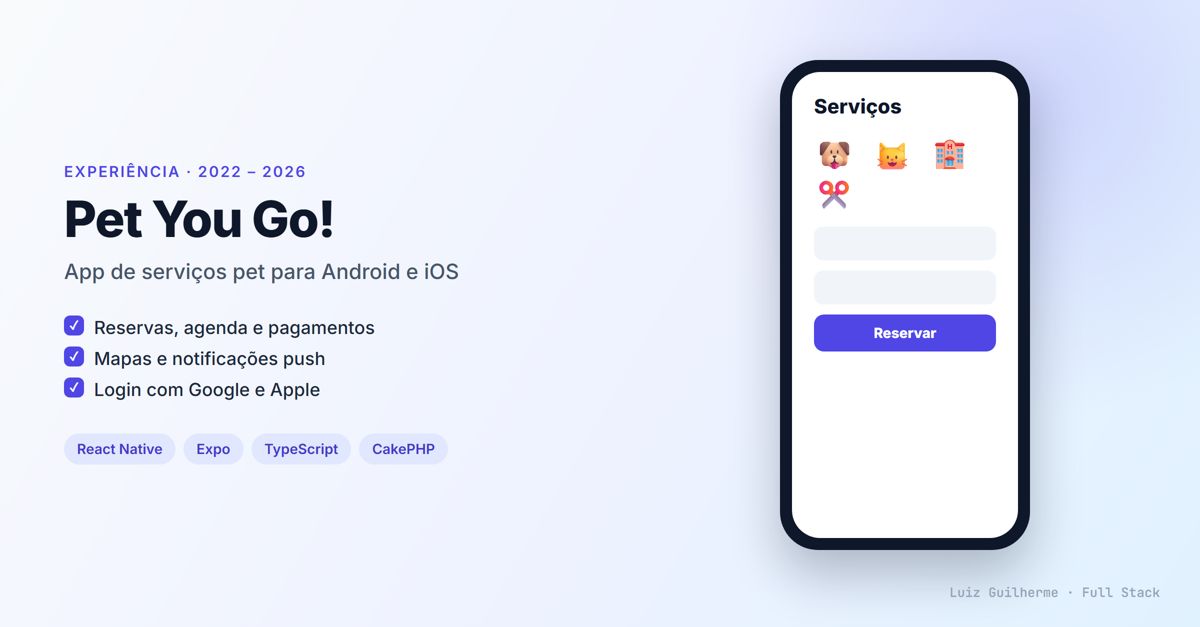 EXPERIÊNCIA · 2022 – 2026
Pet You Go!
App de serviços pet para Android e iOS
Reservas, agenda e pagamentos
Mapas e notificações push
Login com Google e Apple
React Native
Expo
TypeScript
CakePHP
Serviços
H
Reservar
Luiz Guilherme · Full Stack